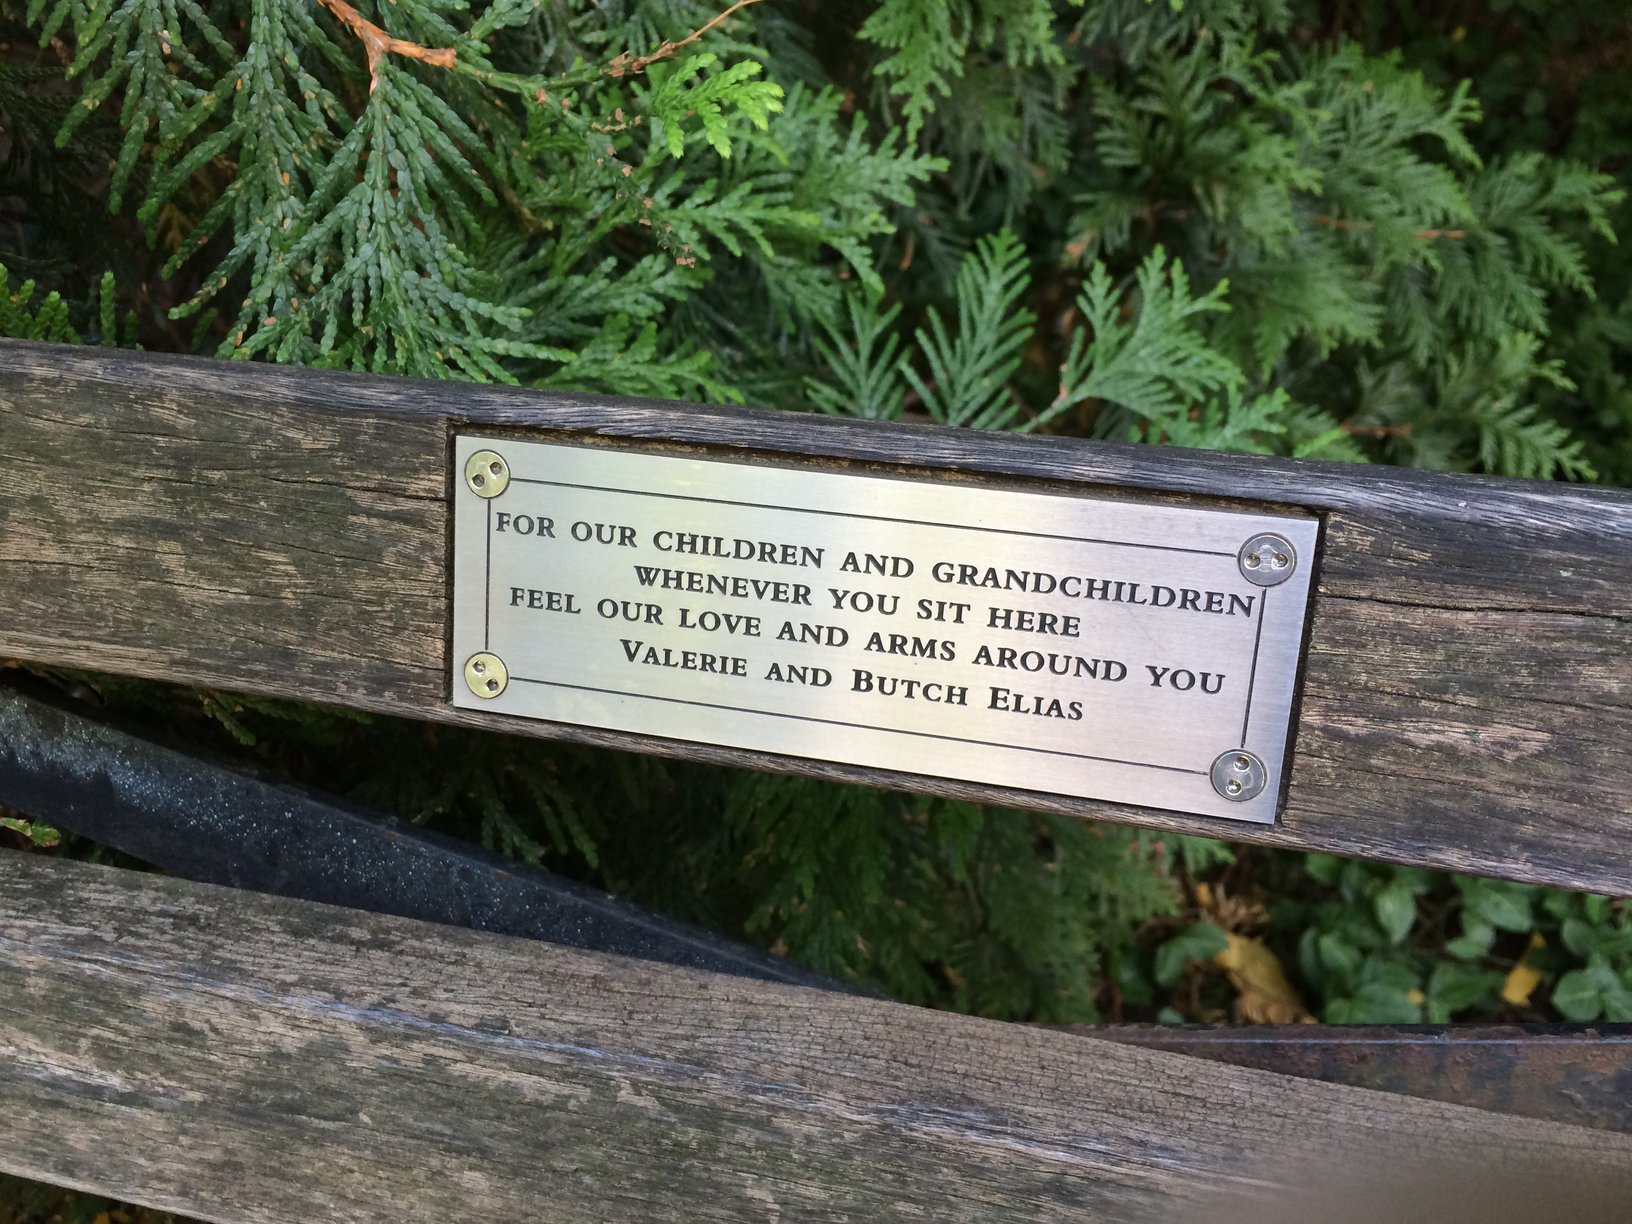 FOR OUR CHILDREN AND GRANDCHILDREN
WHENEVER YOU SIT HERE
FEEL OUR LOVE AND ARMS AROUND YOU
VALERIE AND BUTCH ELIAS